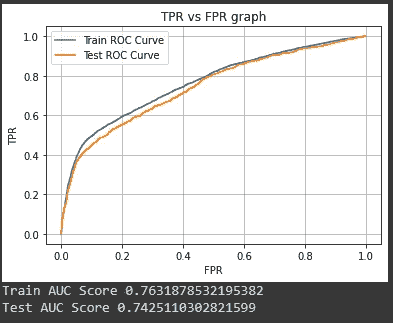 TPR vs FPR graph
Train ROC Curve
Test ROC Curve
1.0
0.8
0.6
0.4
0.2
0.0
TPR
0.0 0.2 0.4 0.6 0.8 1.0
FPR
Train AUC Score 0.7631878532195382
Test AUC Score 0.7425110302821599